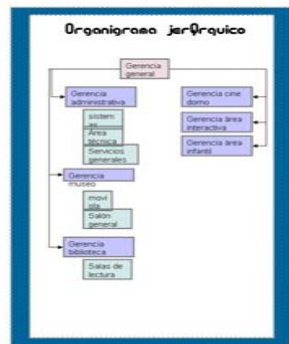 Organigrama jerárquico
Gerencia
general
Gerencia
administrativa
sistem
as
Área
técnica
Servicios
generales
Gerencia
museo
movi
ola
Salón
general
Gerencia
biblioteca
Salas de
lectura
Gerencia cine
domo
Gerencia área
interactiva
Gerencia área
infantil